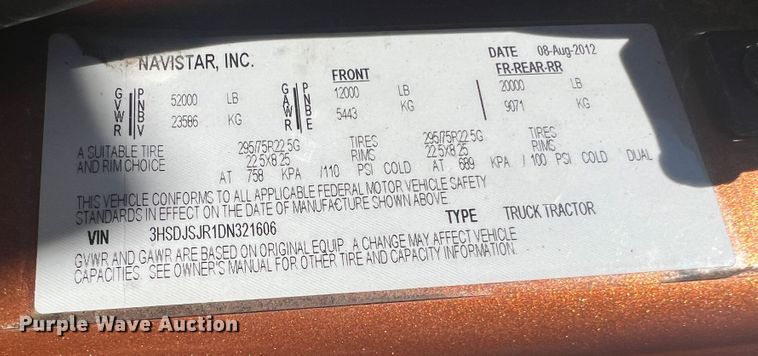 NAVISTAR, INC. DATE 08-Aug-2012
FRONT FR-REAR-RR
GVWR PNBV 52000 LB GAWR PNBE 12000 LB 20000 LB
23586 KG 5443 KG 9071 KG
A SUITABLE TIRE 295/75R22.5G TIRES 295/75R22.5G TIRES
AND RIM CHOICE 22.5X8.25 RIMS 22.5X8.25 RIMS
AT 758 KPA /110 PSI COLD AT 689 KPA / 100 PSI COLD DUAL
THIS VEHICLE CONFORMS TO ALL APPLICABLE FEDERAL MOTOR VEHICLE SAFETY
STANDARDS IN EFFECT ON THE DATE OF MANUFACTURE SHOWN ABOVE.
VIN 3HSDJSJR1DN321606 TYPE TRUCK TRACTOR
GVWR AND GAWR ARE BASED ON ORIGINAL EQUIP. A CHANGE MAY AFFECT VEHICLE
CAPACITIES. SEE OWNER'S MANUAL FOR OTHER TIRE AND CAPACITY INFORMATION.
Purple Wave Auction